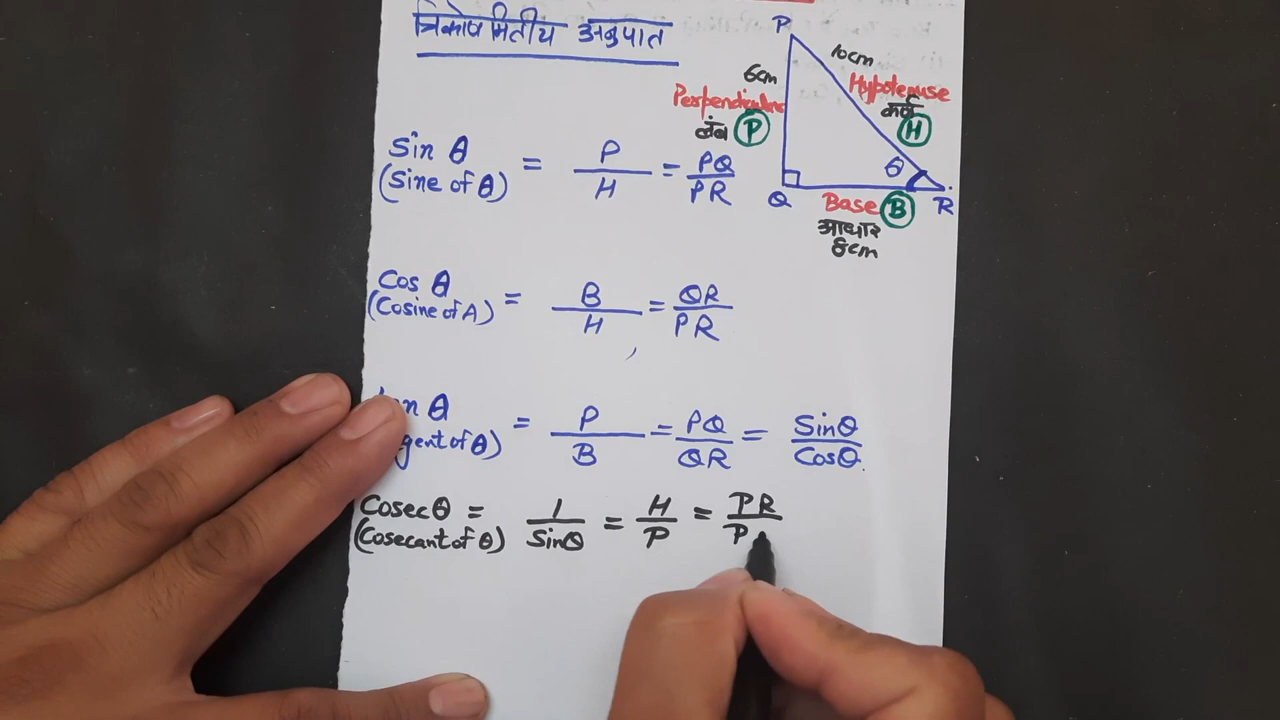 त्रिकोणमितीय अनुपात
P
10cm
6cm
Hypotenuse
Perpendicular
कर्ण
लंब P
H
θ
Q
Base B
R
आधार
8cm
Sin θ = P/H = PQ/PR
(Sine of θ)
Cos θ = B/H = QR/PR
(Cosine of A)
θ = P/B = PQ/QR = Sinθ/Cosθ
of θ)
Cosec θ = 1/Sinθ = H/P = PR/P
(Cosecant of θ)